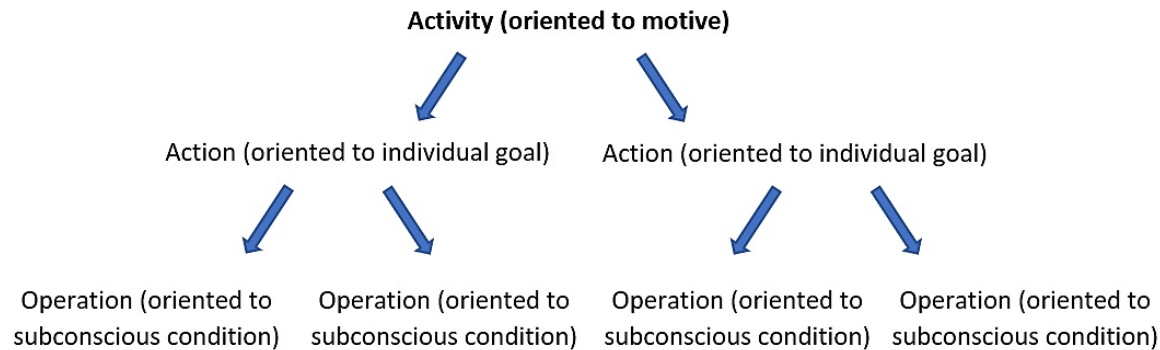 Activity (oriented to motive)
Action (oriented to individual goal)
Action (oriented to individual goal)
Operation (oriented to
subconscious condition)
Operation (oriented to
subconscious condition)
Operation (oriented to
subconscious condition)
Operation (oriented to
subconscious condition)